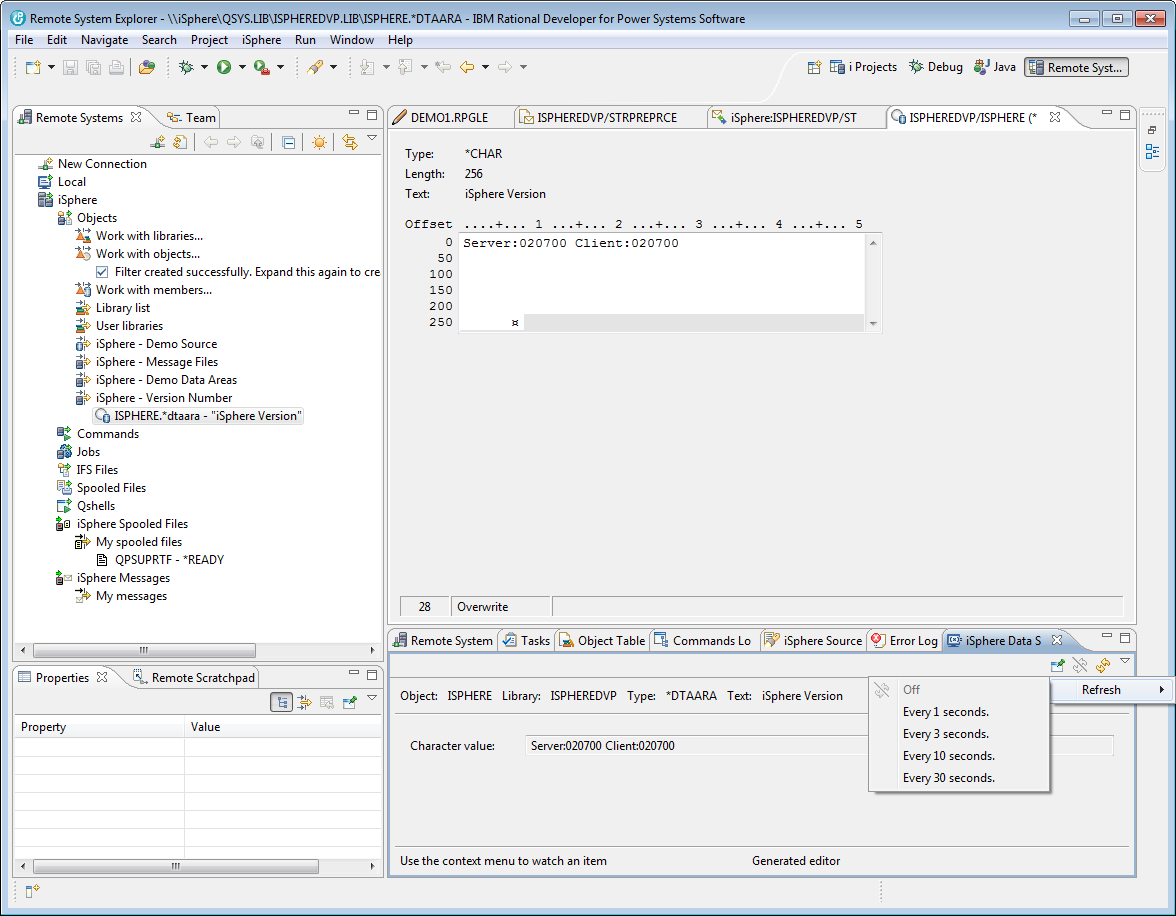 Remote System Explorer - \\iSphere\QSYS.LIB\ISPHEREDVP.LIB\ISPHERE.*DTAARA - IBM Rational Developer for Power Systems Software
File Edit Navigate Search Project iSphere Run Window Help
i Projects Debug Java Remote Syst...
Remote Systems Team
New Connection
Local
iSphere
Objects
Work with libraries...
Work with objects...
Filter created successfully. Expand this again to cre
Work with members...
Library list
User libraries
iSphere - Demo Source
iSphere - Message Files
iSphere - Demo Data Areas
iSphere - Version Number
ISPHERE.*dtaara - "iSphere Version"
Commands
Jobs
IFS Files
Spooled Files
Qshells
iSphere Spooled Files
My spooled files
QPSUPRTF - *READY
iSphere Messages
My messages
DEMO1.RPGLE ISPHEREDVP/STRPREPRCE iSphere:ISPHEREDVP/ST ISPHEREDVP/ISPHERE (*
Type: *CHAR
Length: 256
Text: iSphere Version
Offset ....+... 1 ...+... 2 ...+... 3 ...+... 4 ...+... 5
0 Server:020700 Client:020700
50
100
150
200
250 ¤
28 Overwrite
Properties Remote Scratchpad
Property Value
Remote System Tasks Object Table Commands Lo iSphere Source Error Log iSphere Data S
Object: ISPHERE Library: ISPHEREDVP Type: *DTAARA Text: iSphere Version
Character value: Server:020700 Client:020700
Refresh
Off
Every 1 seconds.
Every 3 seconds.
Every 10 seconds.
Every 30 seconds.
Use the context menu to watch an item Generated editor